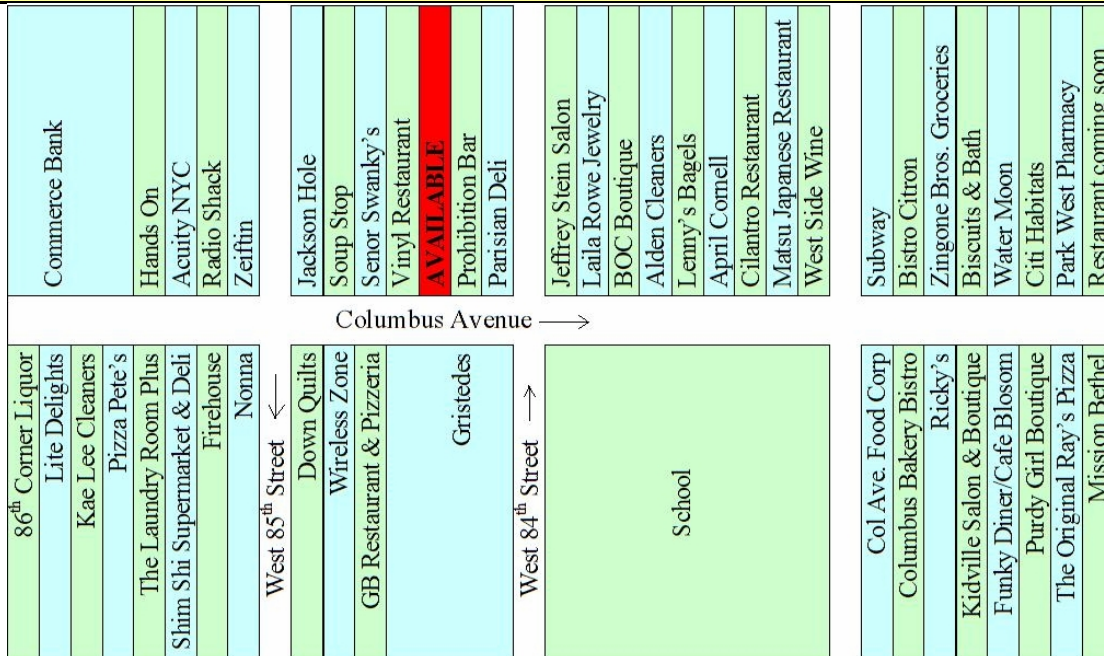 Commerce Bank
Hands On
Acuity NYC
Radio Shack
Zeiftin
Jackson Hole
Soup Stop
Senor Swanky's
Vinyl Restaurant
AVAILABLE
Prohibition Bar
Parisian Deli
Jeffrey Stein Salon
Laila Rowe Jewelry
BOC Boutique
Alden Cleaners
Lenny's Bagels
April Cornell
Cilantro Restaurant
Matsu Japanese Restaurant
West Side Wine
Subway
Bistro Citron
Zingone Bros. Groceries
Biscuits & Bath
Water Moon
Citi Habitats
Park West Pharmacy
Restaurant coming soon
Columbus Avenue
86th Corner Liquor
Lite Delights
Kae Lee Cleaners
Pizza Pete's
The Laundry Room Plus
Shim Shi Supermarket & Deli
Firehouse
Nonna
West 85th Street
Down Quilts
Wireless Zone
GB Restaurant & Pizzeria
Gristedes
West 84th Street
School
Col Ave. Food Corp
Columbus Bakery Bistro
Ricky's
Kidville Salon & Boutique
Funky Diner/Cafe Blosom
Purdy Girl Boutique
The Original Ray's Pizza
Mission Bethel